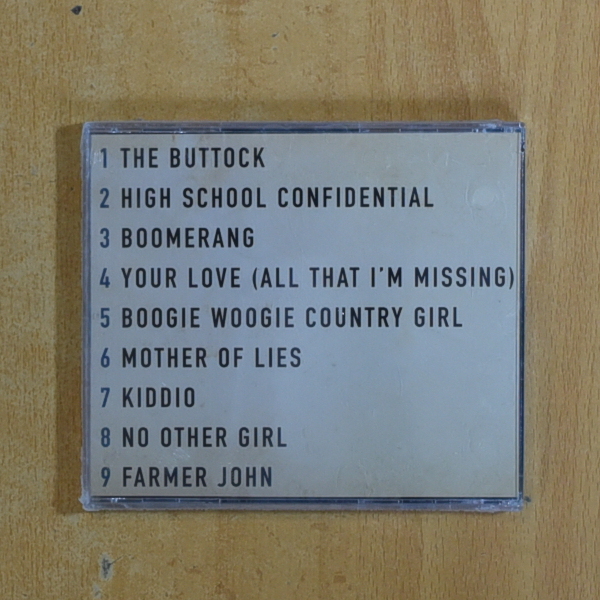 1 THE BUTTOCK
2 HIGH SCHOOL CONFIDENTIAL
3 BOOMERANG
4 YOUR LOVE (ALL THAT I'M MISSING)
5 BOOGIE WOOGIE COUNTRY GIRL
6 MOTHER OF LIES
7 KIDDIO
8 NO OTHER GIRL
9 FARMER JOHN